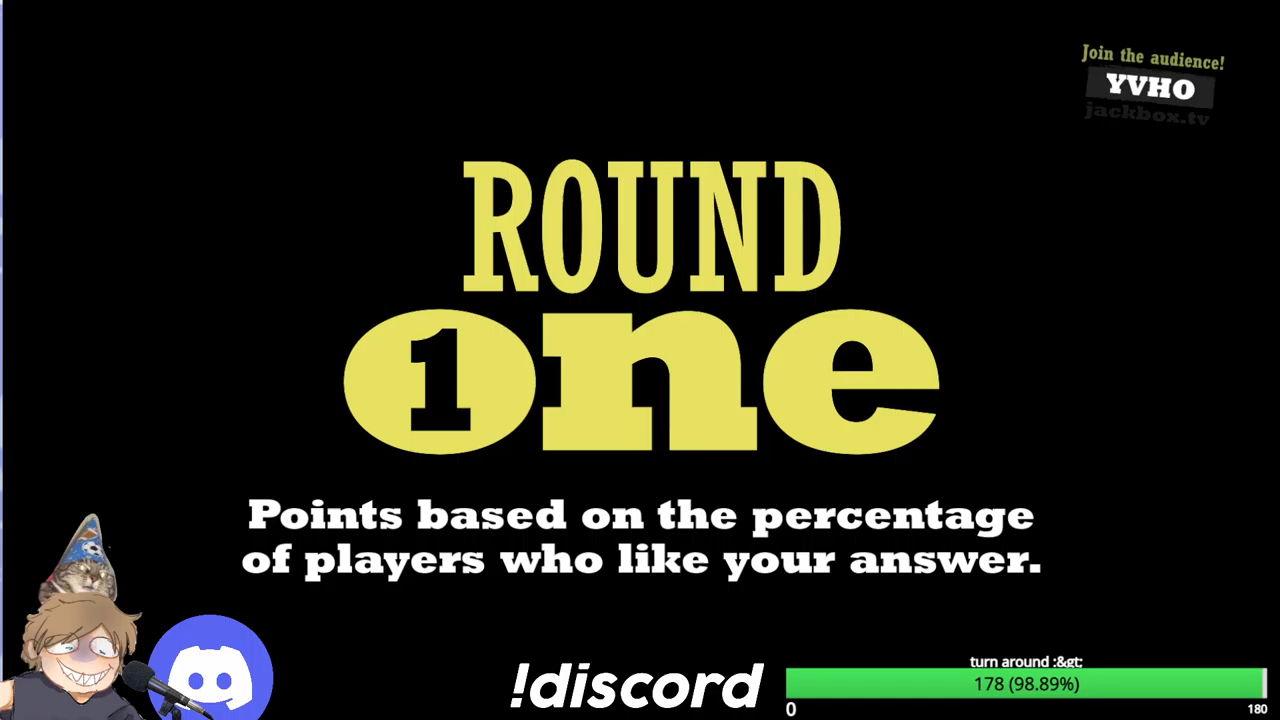 Join the audience!
YVHO
jackbox.tv
ROUND
1ne
Points based on the percentage
of players who like your answer.
!discord
turn around :&gt;
178 (98.89%)
0
180